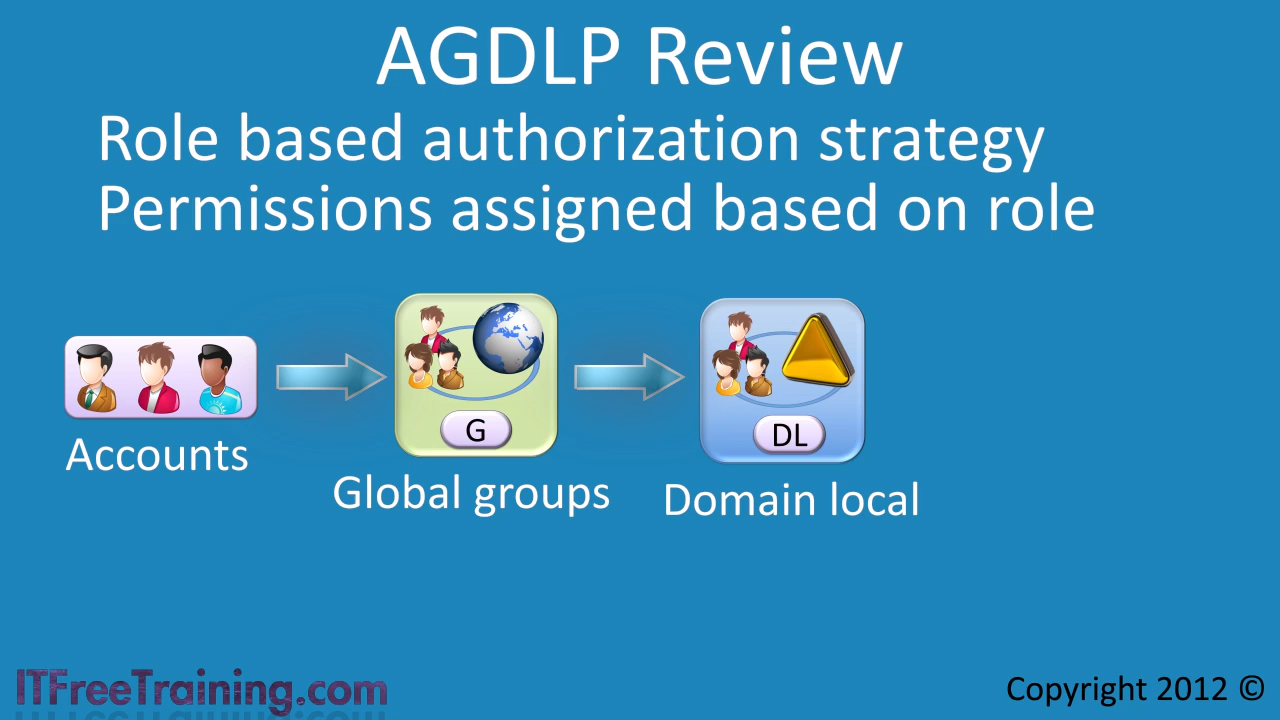 AGDLP Review
Role based authorization strategy
Permissions assigned based on role
G
DL
Accounts
Global groups
Domain local
ITFreeTraining.com
Copyright 2012 ©